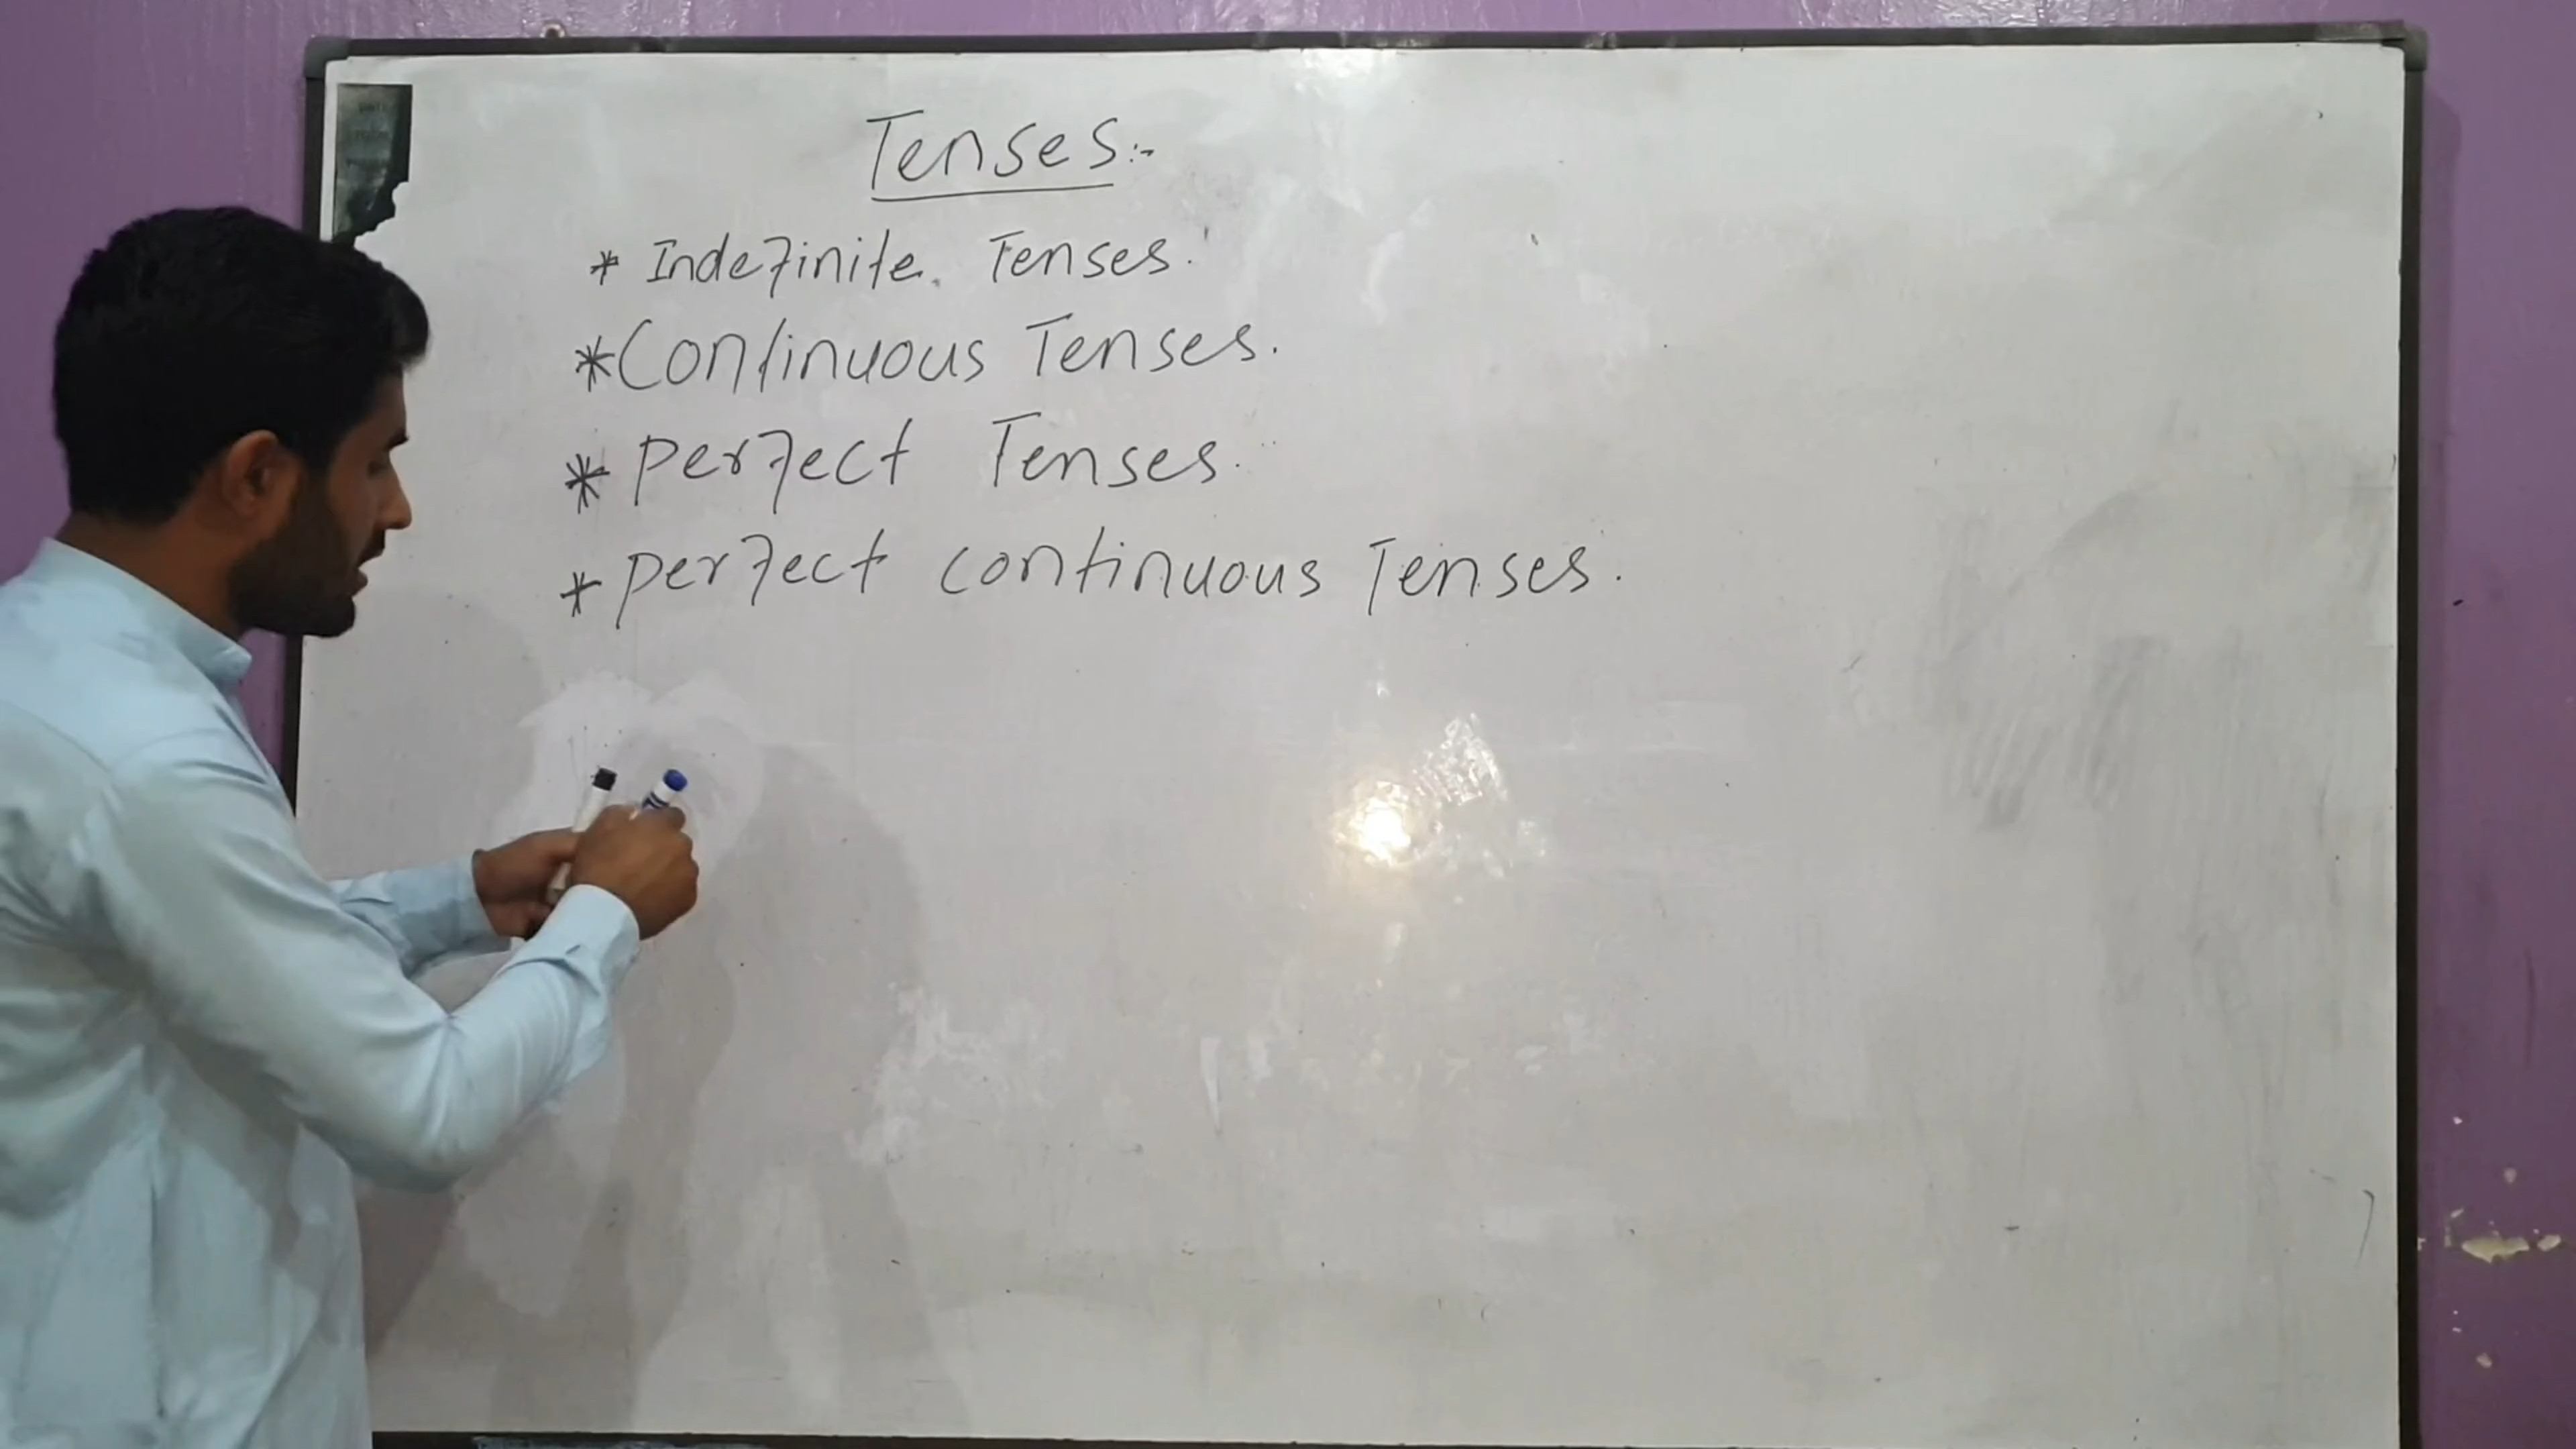 Tenses:-
* Indefinite. Tenses.
* Continuous Tenses.
* perfect Tenses.
* perfect continuous Tenses.